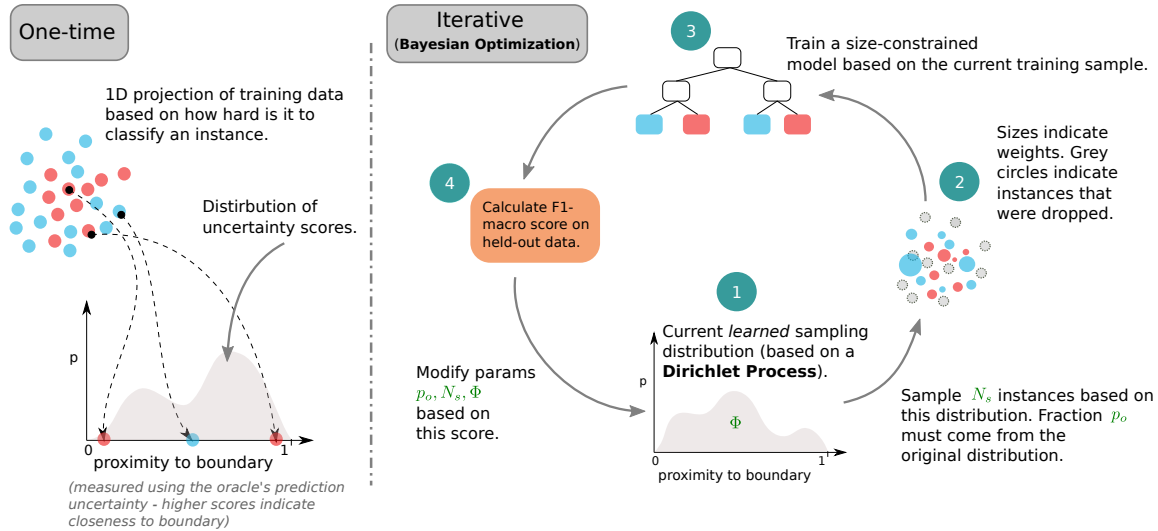 One-time
1D projection of training data
based on how hard is it to
classify an instance.
Distirbution of
uncertainty scores.
p
0
1
proximity to boundary
(measured using the oracle's prediction
uncertainty - higher scores indicate
closeness to boundary)
Iterative
(Bayesian Optimization)
3
Train a size-constrained
model based on the current training sample.
4
Calculate F1-
macro score on
held-out data.
2
Sizes indicate
weights. Grey
circles indicate
instances that
were dropped.
1
Current learned sampling
distribution (based on a
Dirichlet Process).
p
Φ
0
1
proximity to boundary
Modify params
p_o, N_s, Φ
based on
this score.
Sample N_s instances based on
this distribution. Fraction p_o
must come from the
original distribution.